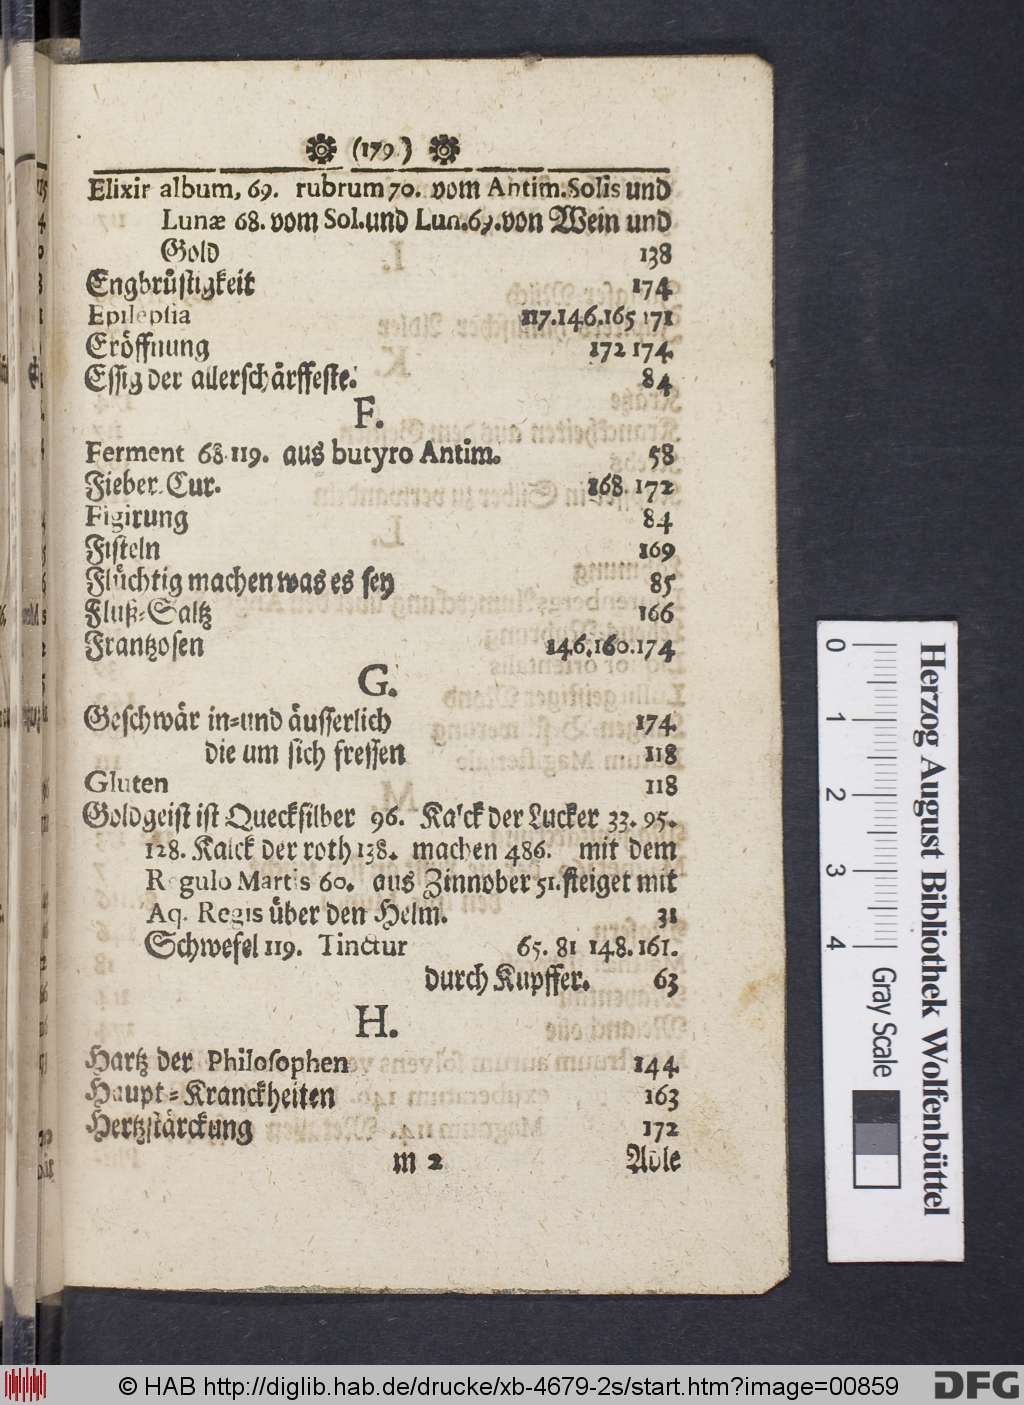 (179)
Elixir album, 69. rubrum 70. vom Antim. Solis und
Lunæ 68. vom Sol. und Lun. 69. von Wein und
Gold 138
Engbrüstigkeit 174
Epilepsia 117.146.165 171
Eröffnung 172 174.
Essig der allerschärffeste. 84
F.
Ferment 68.119. aus butyro Antim. 58
Fieber. Cur. 168. 172
Figirung 84
Fisteln 169
Flüchtig machen was es sey 85
Fluß-Saltz 166
Frantzosen 146.160.174
G.
Geschwär in- und äusserlich 174.
die um sich fressen 118
Gluten 118
Goldgeist ist Quecksilber 96. Kalck der Lucker 33. 95.
128. Kalck der roth 138. machen 486. mit dem
Regulo Martis 60. aus Zinnober 51. steiget mit
Aq. Regis über den Helm. 31
Schwefel 119. Tinctur 65. 81 148. 161.
durch Kupffer. 63
H.
Hartz der Philosophen 144.
Haupt-Kranckheiten 163
Hertzstärckung 172
m 2 Able
Herzog August Bibliothek Wolfenbüttel
0 1 2 3 4
Gray Scale
© HAB http://diglib.hab.de/drucke/xb-4679-2s/start.htm?image=00859
DFG